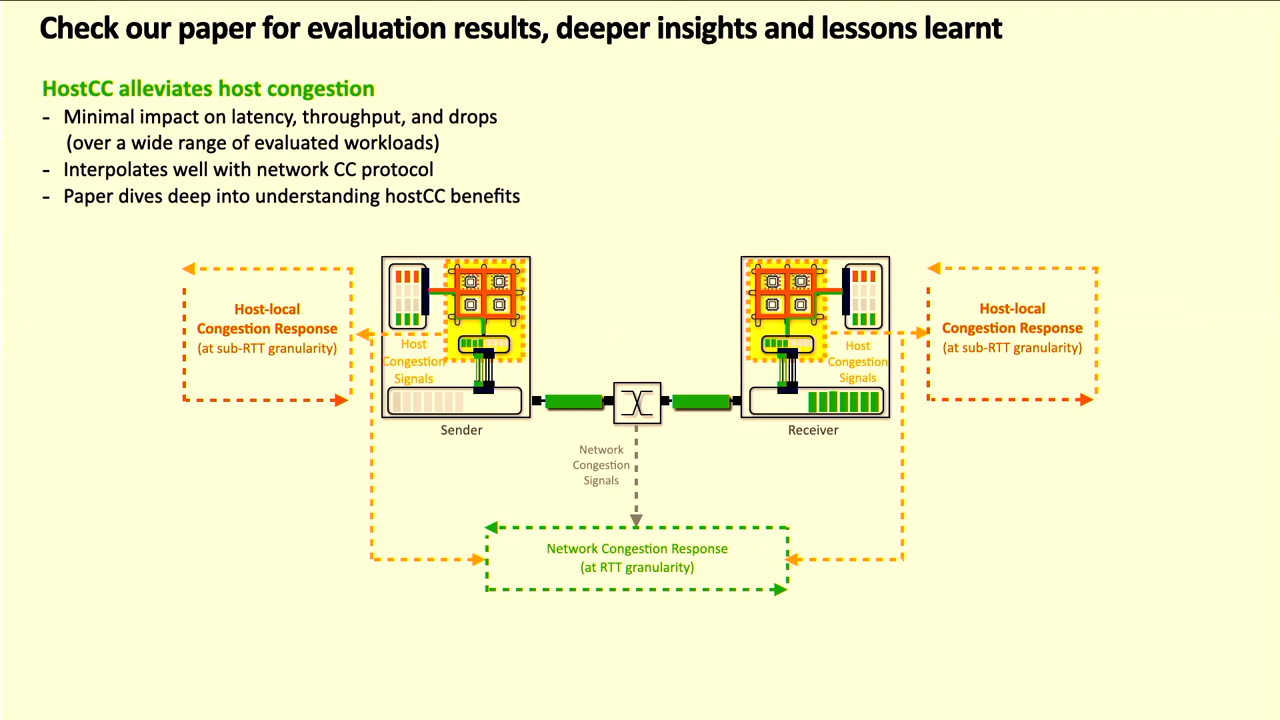 Check our paper for evaluation results, deeper insights and lessons learnt
HostCC alleviates host congestion
- Minimal impact on latency, throughput, and drops
(over a wide range of evaluated workloads)
- Interpolates well with network CC protocol
- Paper dives deep into understanding hostCC benefits
Host-local
Congestion Response
(at sub-RTT granularity)
Host
Congestion
Signals
Sender
Host
Congestion
Signals
Receiver
Host-local
Congestion Response
(at sub-RTT granularity)
Network
Congestion
Signals
Network Congestion Response
(at RTT granularity)